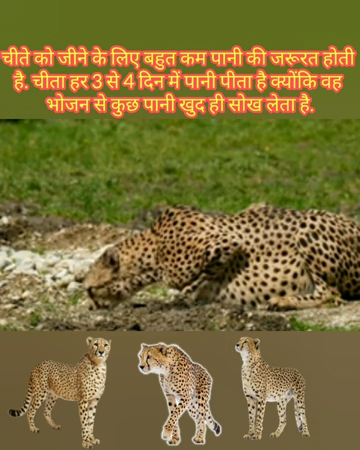 चीते को जीने के लिए बहुत कम पानी की जरूरत होती
है. चीता हर 3 से 4 दिन में पानी पीता है क्योंकि वह
भोजन से कुछ पानी खुद ही सोख लेता है.